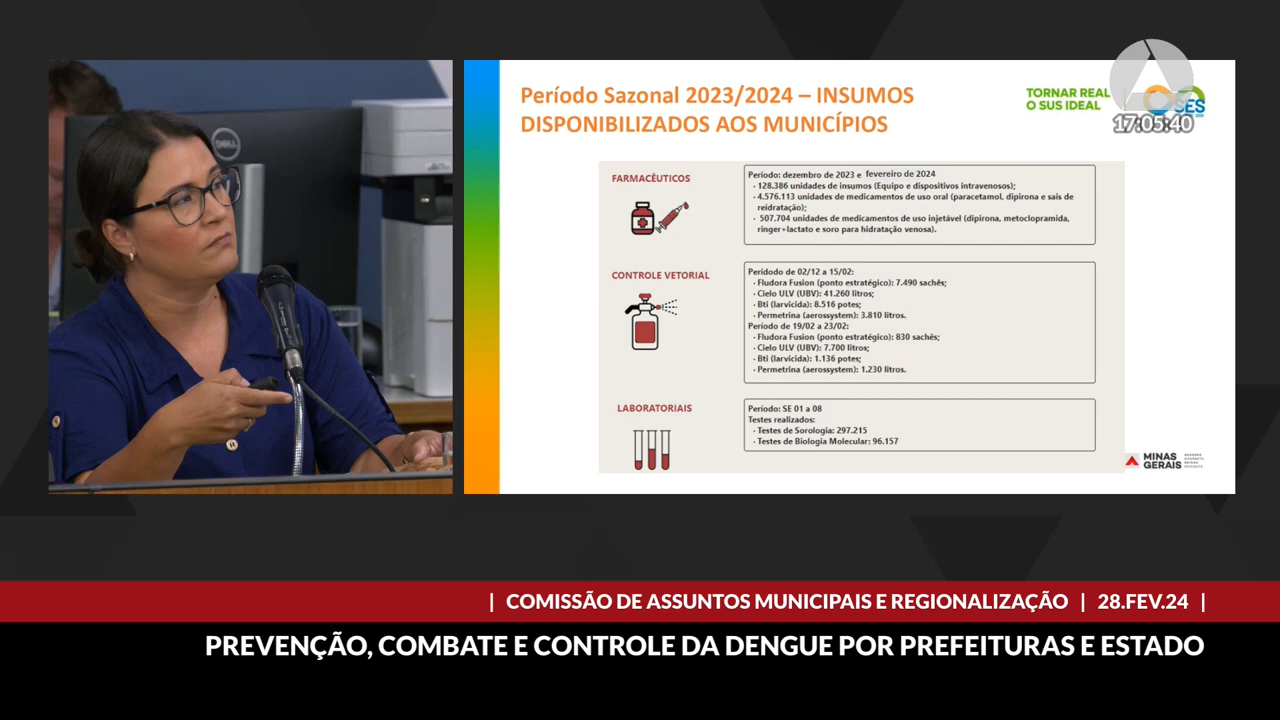 DELL
Período Sazonal 2023/2024 – INSUMOS
DISPONIBILIZADOS AOS MUNICÍPIOS
TORNAR REAL
O SUS IDEAL
SES
17:05:40
FARMACÊUTICOS
Período: dezembro de 2023 e fevereiro de 2024
- 128.386 unidades de insumos (Equipo e dispositivos intravenosos);
- 4.576.113 unidades de medicamentos de uso oral (paracetamol, dipirona e sais de
reidratação);
- 507.704 unidades de medicamentos de uso injetável (dipirona, metoclopramida,
ringer+lactato e soro para hidratação venosa).
CONTROLE VETORIAL
Perídodo de 02/12 a 15/02:
- Fludora Fusion (ponto estratégico): 7.490 sachês;
- Cielo ULV (UBV): 41.260 litros;
- Bti (larvicida): 8.516 potes;
- Permetrina (aerossystem): 3.810 litros.
Período de 19/02 a 23/02:
- Fludora Fusion (ponto estratégico): 830 sachês;
- Cielo ULV (UBV): 7.700 litros;
- Bti (larvicida): 1.136 potes;
- Permetrina (aerossystem): 1.230 litros.
LABORATORIAIS
Período: SE 01 a 08
Testes realizados:
- Testes de Sorologia: 297.215
- Testes de Biologia Molecular: 96.157
MINAS
GERAIS
| COMISSÃO DE ASSUNTOS MUNICIPAIS E REGIONALIZAÇÃO | 28.FEV.24 |
PREVENÇÃO, COMBATE E CONTROLE DA DENGUE POR PREFEITURAS E ESTADO